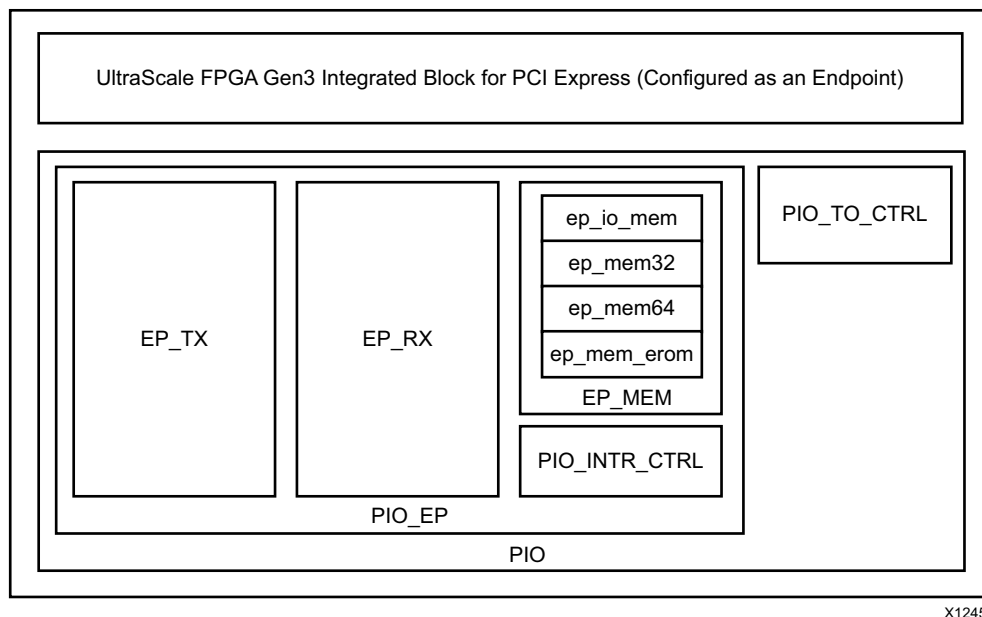 UltraScale FPGA Gen3 Integrated Block for PCI Express (Configured as an Endpoint)
EP_TX
EP_RX
ep_io_mem
ep_mem32
ep_mem64
ep_mem_erom
EP_MEM
PIO_INTR_CTRL
PIO_EP
PIO_TO_CTRL
PIO
X1245